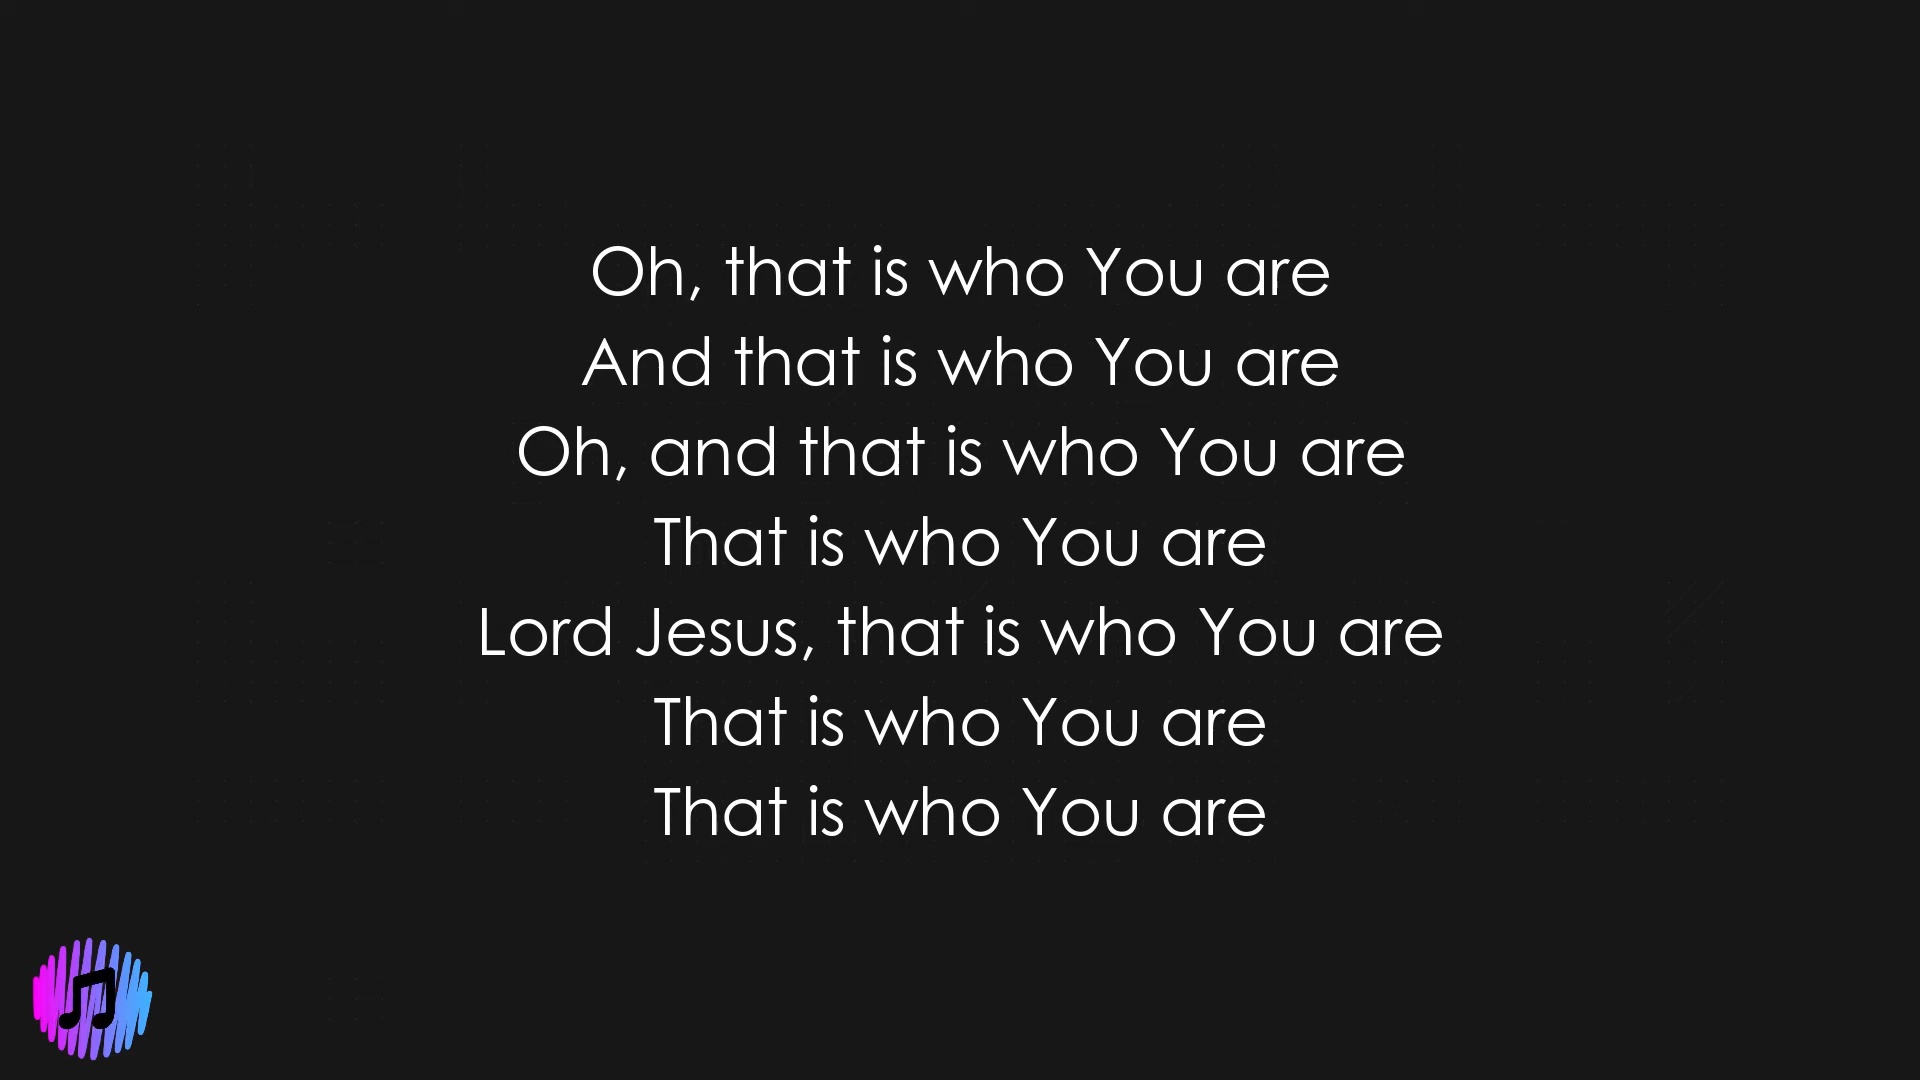 Oh, that is who You are
And that is who You are
Oh, and that is who You are
That is who You are
Lord Jesus, that is who You are
That is who You are
That is who You are